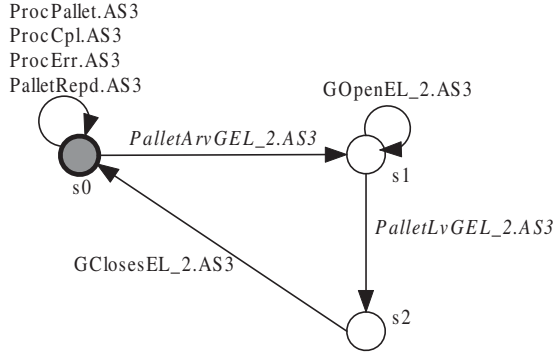 ProcPallet.AS3
ProcCpl.AS3
ProcErr.AS3
PalletRepd.AS3
GOpenEL_2.AS3
PalletArvGEL_2.AS3
s0
s1
PalletLvGEL_2.AS3
GClosesEL_2.AS3
s2